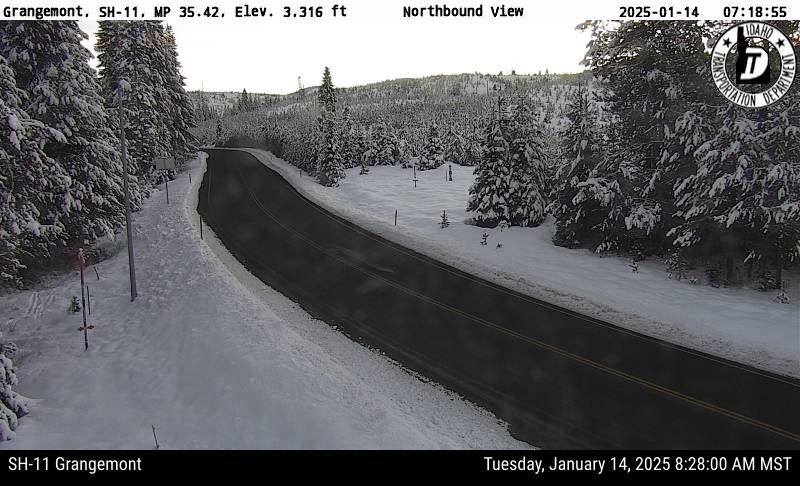 Grangemont, SH-11, MP 35.42, Elev. 3,316 ft Northbound View 2025-01-14 07:18:55
IDAHO
TRANSPORTATION DEPARTMENT
SH-11 Grangemont Tuesday, January 14, 2025 8:28:00 AM MST